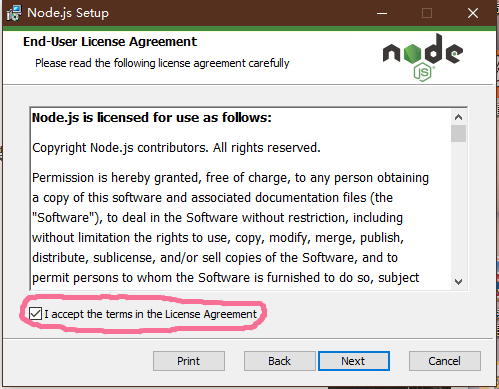 Node.js Setup
End-User License Agreement
Please read the following license agreement carefully
node
JS
Node.js is licensed for use as follows:
Copyright Node.js contributors. All rights reserved.
Permission is hereby granted, free of charge, to any person obtaining
a copy of this software and associated documentation files (the
"Software"), to deal in the Software without restriction, including
without limitation the rights to use, copy, modify, merge, publish,
distribute, sublicense, and/or sell copies of the Software, and to
permit persons to whom the Software is furnished to do so, subject
I accept the terms in the License Agreement
Print
Back
Next
Cancel